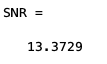 SNR =
13.3729